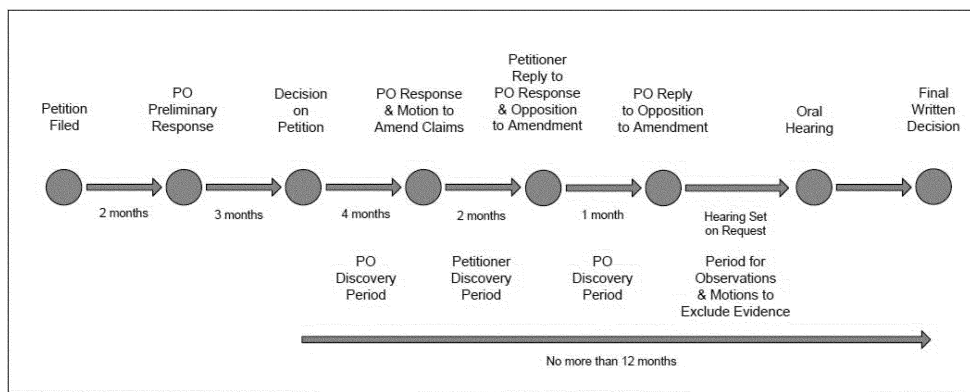 Petition
Filed
PO
Preliminary
Response
Decision
on
Petition
PO Response
& Motion to
Amend Claims
Petitioner
Reply to
PO Response
& Opposition
to Amendment
PO Reply
to Opposition
to Amendment
Oral
Hearing
Final
Written
Decision
2 months
3 months
4 months
2 months
1 month
Hearing Set
on Request
PO
Discovery
Period
Petitioner
Discovery
Period
PO
Discovery
Period
Period for
Observations
& Motions to
Exclude Evidence
No more than 12 months